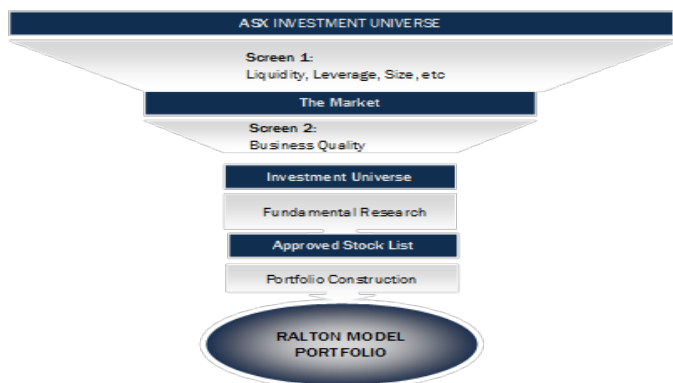 ASX INVESTMENT UNIVERSE
Screen 1:
Liquidity, Leverage, Size, etc
The Market
Screen 2:
Business Quality
Investment Universe
Fundamental Research
Approved Stock List
Portfolio Construction
RALTON MODEL
PORTFOLIO